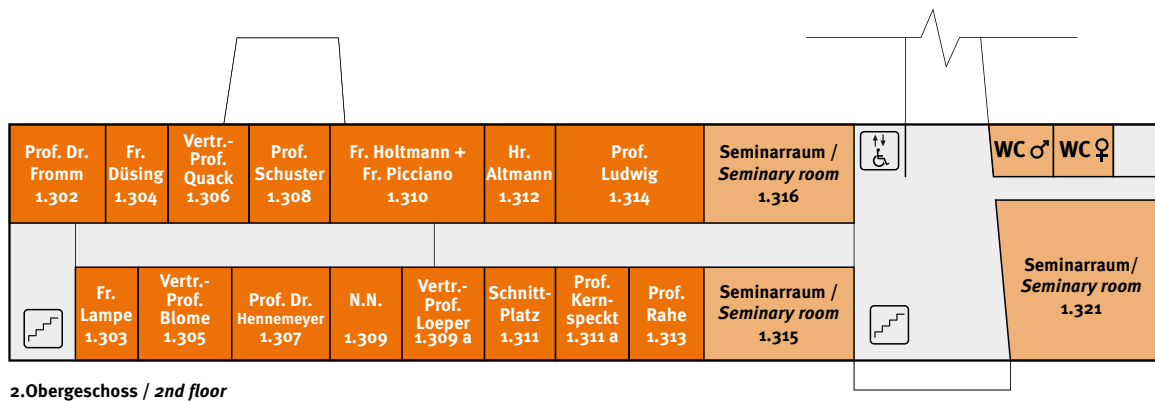 Prof. Dr.
Fromm
1.302
Fr.
Düsing
1.304
Vertr.-
Prof.
Quack
1.306
Prof.
Schuster
1.308
Fr. Holtmann +
Fr. Picciano
1.310
Hr.
Altmann
1.312
Prof.
Ludwig
1.314
Seminarraum /
Seminary room
1.316
WC ♂
WC ♀
Fr.
Lampe
1.303
Vertr.-
Prof.
Blome
1.305
Prof. Dr.
Hennemeyer
1.307
N.N.
1.309
Vertr.-
Prof.
Loeper
1.309 a
Schnitt-
Platz
1.311
Prof.
Kern-
speckt
1.311 a
Prof.
Rahe
1.313
Seminarraum /
Seminary room
1.315
Seminarraum/
Seminary room
1.321
2.Obergeschoss / 2nd floor